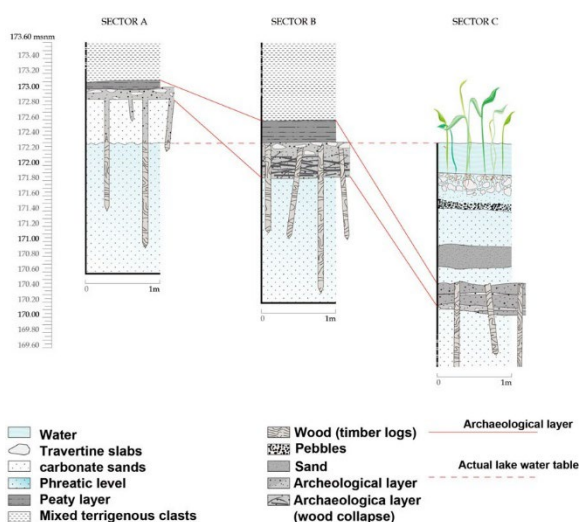 SECTOR A
SECTOR B
SECTOR C
173.60 msnm
173.40
173.20
173.00
172.80
172.60
172.40
172.20
172.00
171.80
171.60
171.40
171.20
171.00
170.80
170.60
170.40
170.20
170.00
169.80
169.60
0 1m
0 1m
0 1m
Water
Travertine slabs
carbonate sands
Phreatic level
Peaty layer
Mixed terrigenous clasts
Wood (timber logs)
Pebbles
Sand
Archeological layer
Archaeologica layer
(wood collapse)
Archaeological layer
Actual lake water table